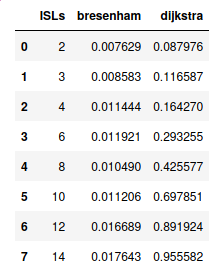 ISLs bresenham dijkstra
0 2 0.007629 0.087976
1 3 0.008583 0.116587
2 4 0.011444 0.164270
3 6 0.011921 0.293255
4 8 0.010490 0.425577
5 10 0.011206 0.697851
6 12 0.016689 0.891924
7 14 0.017643 0.955582